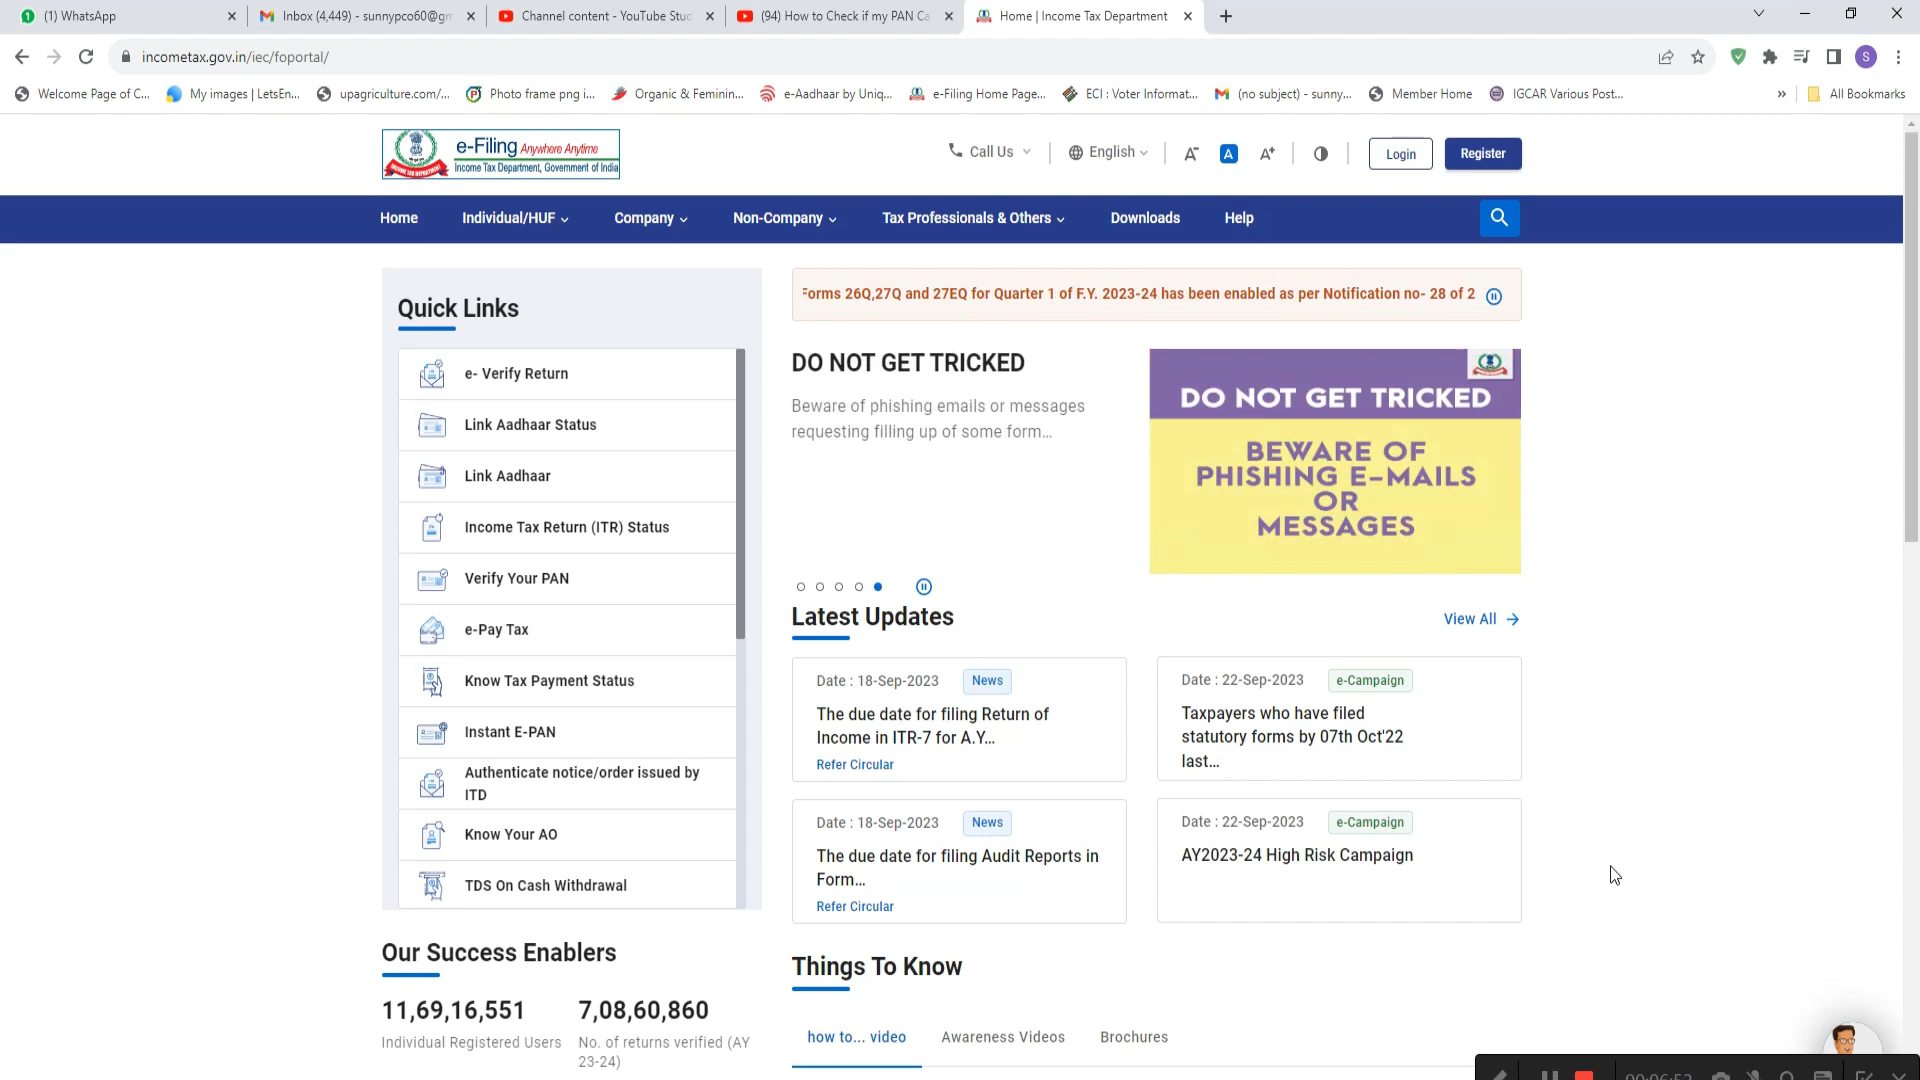 (1) WhatsApp
Inbox (4,449) - sunnypco60@gm
Channel content - YouTube Stud
(94) How to Check if my PAN Ca
Home | Income Tax Department
incometax.gov.in/iec/foportal/
S
Welcome Page of C...
My images | LetsEn...
upagriculture.com/...
Photo frame png i...
Organic & Feminin...
e-Aadhaar by Uniq...
e-Filing Home Page...
ECI : Voter Informat...
(no subject) - sunny...
Member Home
IGCAR Various Post...
»
All Bookmarks
e-Filing Anywhere Anytime
Income Tax Department, Government of India
INCOME TAX DEPARTMENT
Call Us
English
A-
A
A+
Login
Register
Home
Individual/HUF
Company
Non-Company
Tax Professionals & Others
Downloads
Help
Quick Links
e- Verify Return
Link Aadhaar Status
Link Aadhaar
Income Tax Return (ITR) Status
Verify Your PAN
e-Pay Tax
Know Tax Payment Status
Instant E-PAN
Authenticate notice/order issued by
ITD
Know Your AO
TDS On Cash Withdrawal
Our Success Enablers
11,69,16,551
Individual Registered Users
7,08,60,860
No. of returns verified (AY
23-24)
Forms 26Q,27Q and 27EQ for Quarter 1 of F.Y. 2023-24 has been enabled as per Notification no- 28 of 2
DO NOT GET TRICKED
Beware of phishing emails or messages
requesting filling up of some form...
DO NOT GET TRICKED
BEWARE OF
PHISHING E-MAILS
OR
MESSAGES
Latest Updates
View All
Date : 18-Sep-2023
News
The due date for filing Return of
Income in ITR-7 for A.Y...
Refer Circular
Date : 22-Sep-2023
e-Campaign
Taxpayers who have filed
statutory forms by 07th Oct'22
last...
Date : 18-Sep-2023
News
The due date for filing Audit Reports in
Form...
Refer Circular
Date : 22-Sep-2023
e-Campaign
AY2023-24 High Risk Campaign
Things To Know
how to... video
Awareness Videos
Brochures
00:06:52